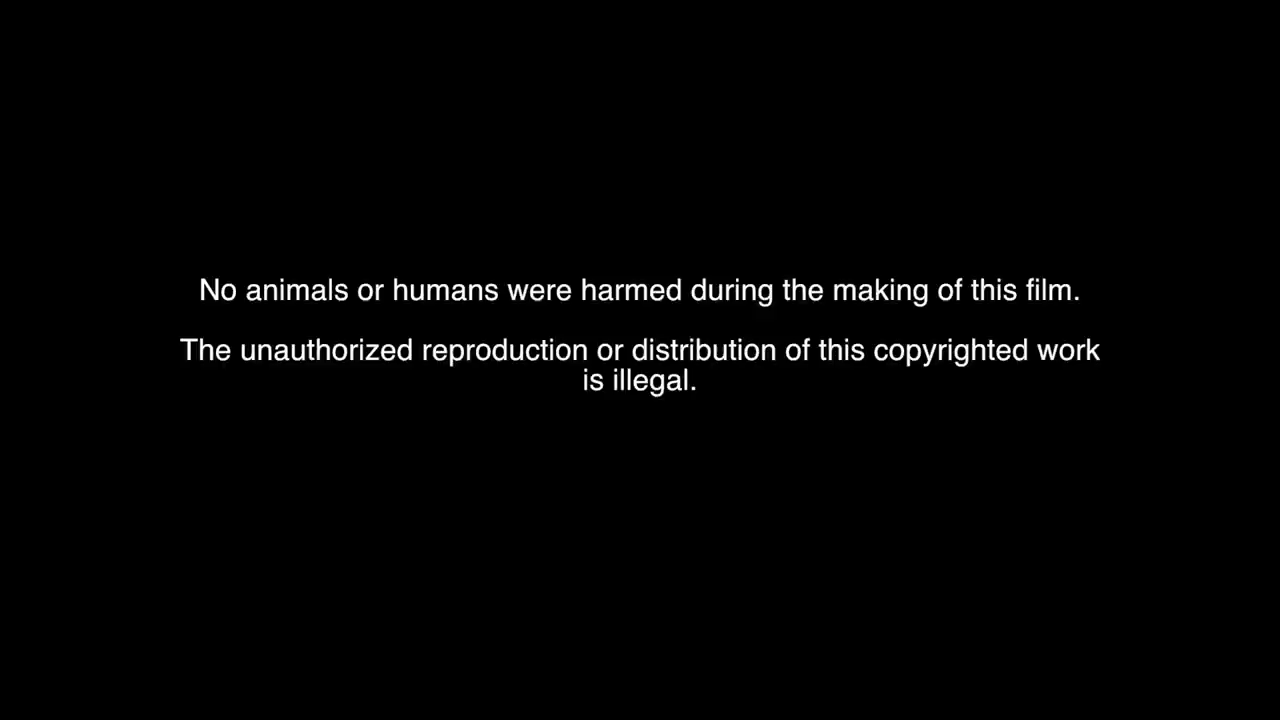 No animals or humans were harmed during the making of this film.
The unauthorized reproduction or distribution of this copyrighted work
is illegal.